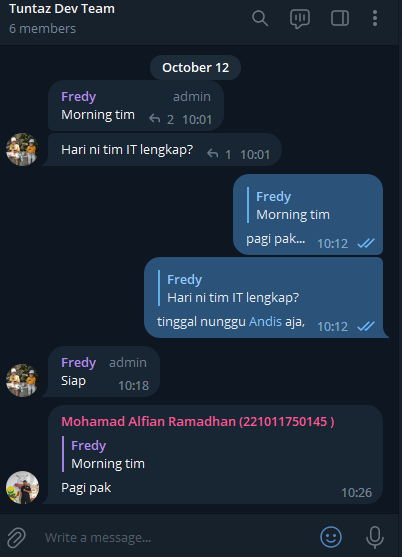 Tuntaz Dev Team
6 members
October 12
Fredy admin
Morning tim 2 10:01
Hari ni tim IT lengkap? 1 10:01
Fredy
Morning tim
pagi pak... 10:12
Fredy
Hari ni tim IT lengkap?
tinggal nunggu Andis aja, 10:12
Fredy admin
Siap 10:18
Mohamad Alfian Ramadhan (221011750145 )
Fredy
Morning tim
Pagi pak
10:26
Write a message...